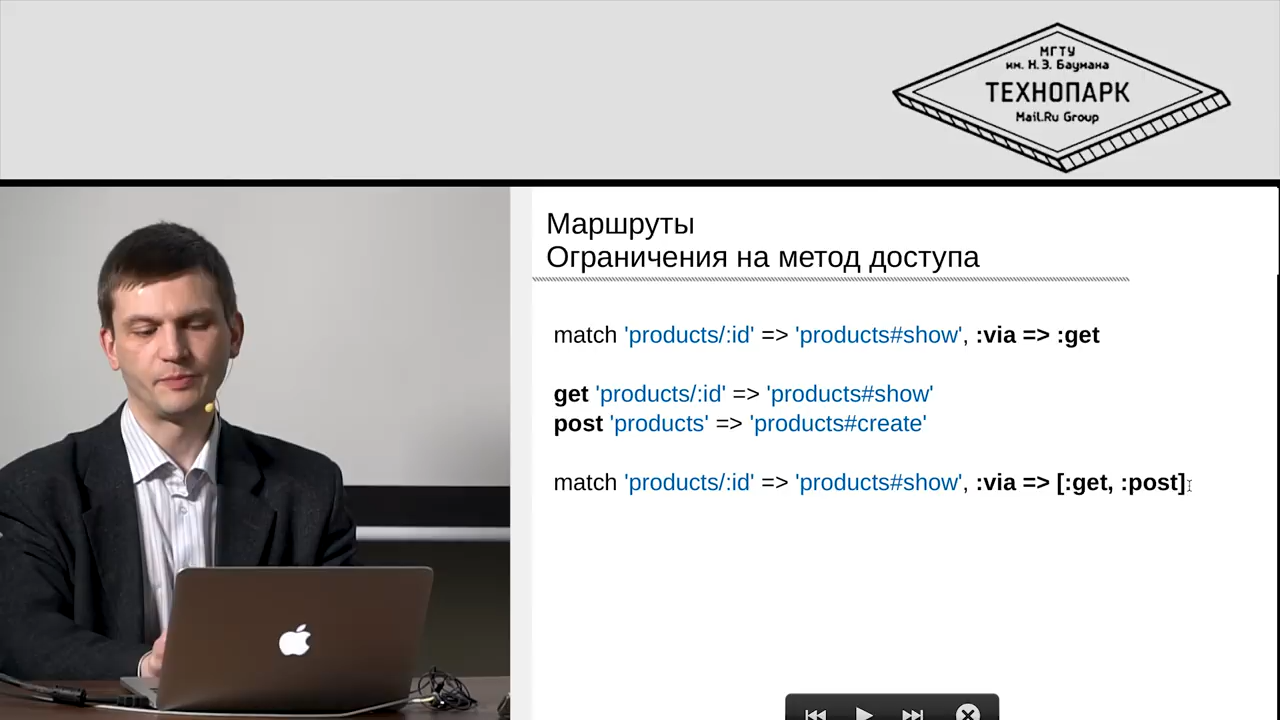 МГТУ
им. Н.Э. Баумана
ТЕХНОПАРК
Mail.Ru Group
Маршруты
Ограничения на метод доступа
match 'products/:id' => 'products#show', :via => :get
get 'products/:id' => 'products#show'
post 'products' => 'products#create'
match 'products/:id' => 'products#show', :via => [:get, :post]